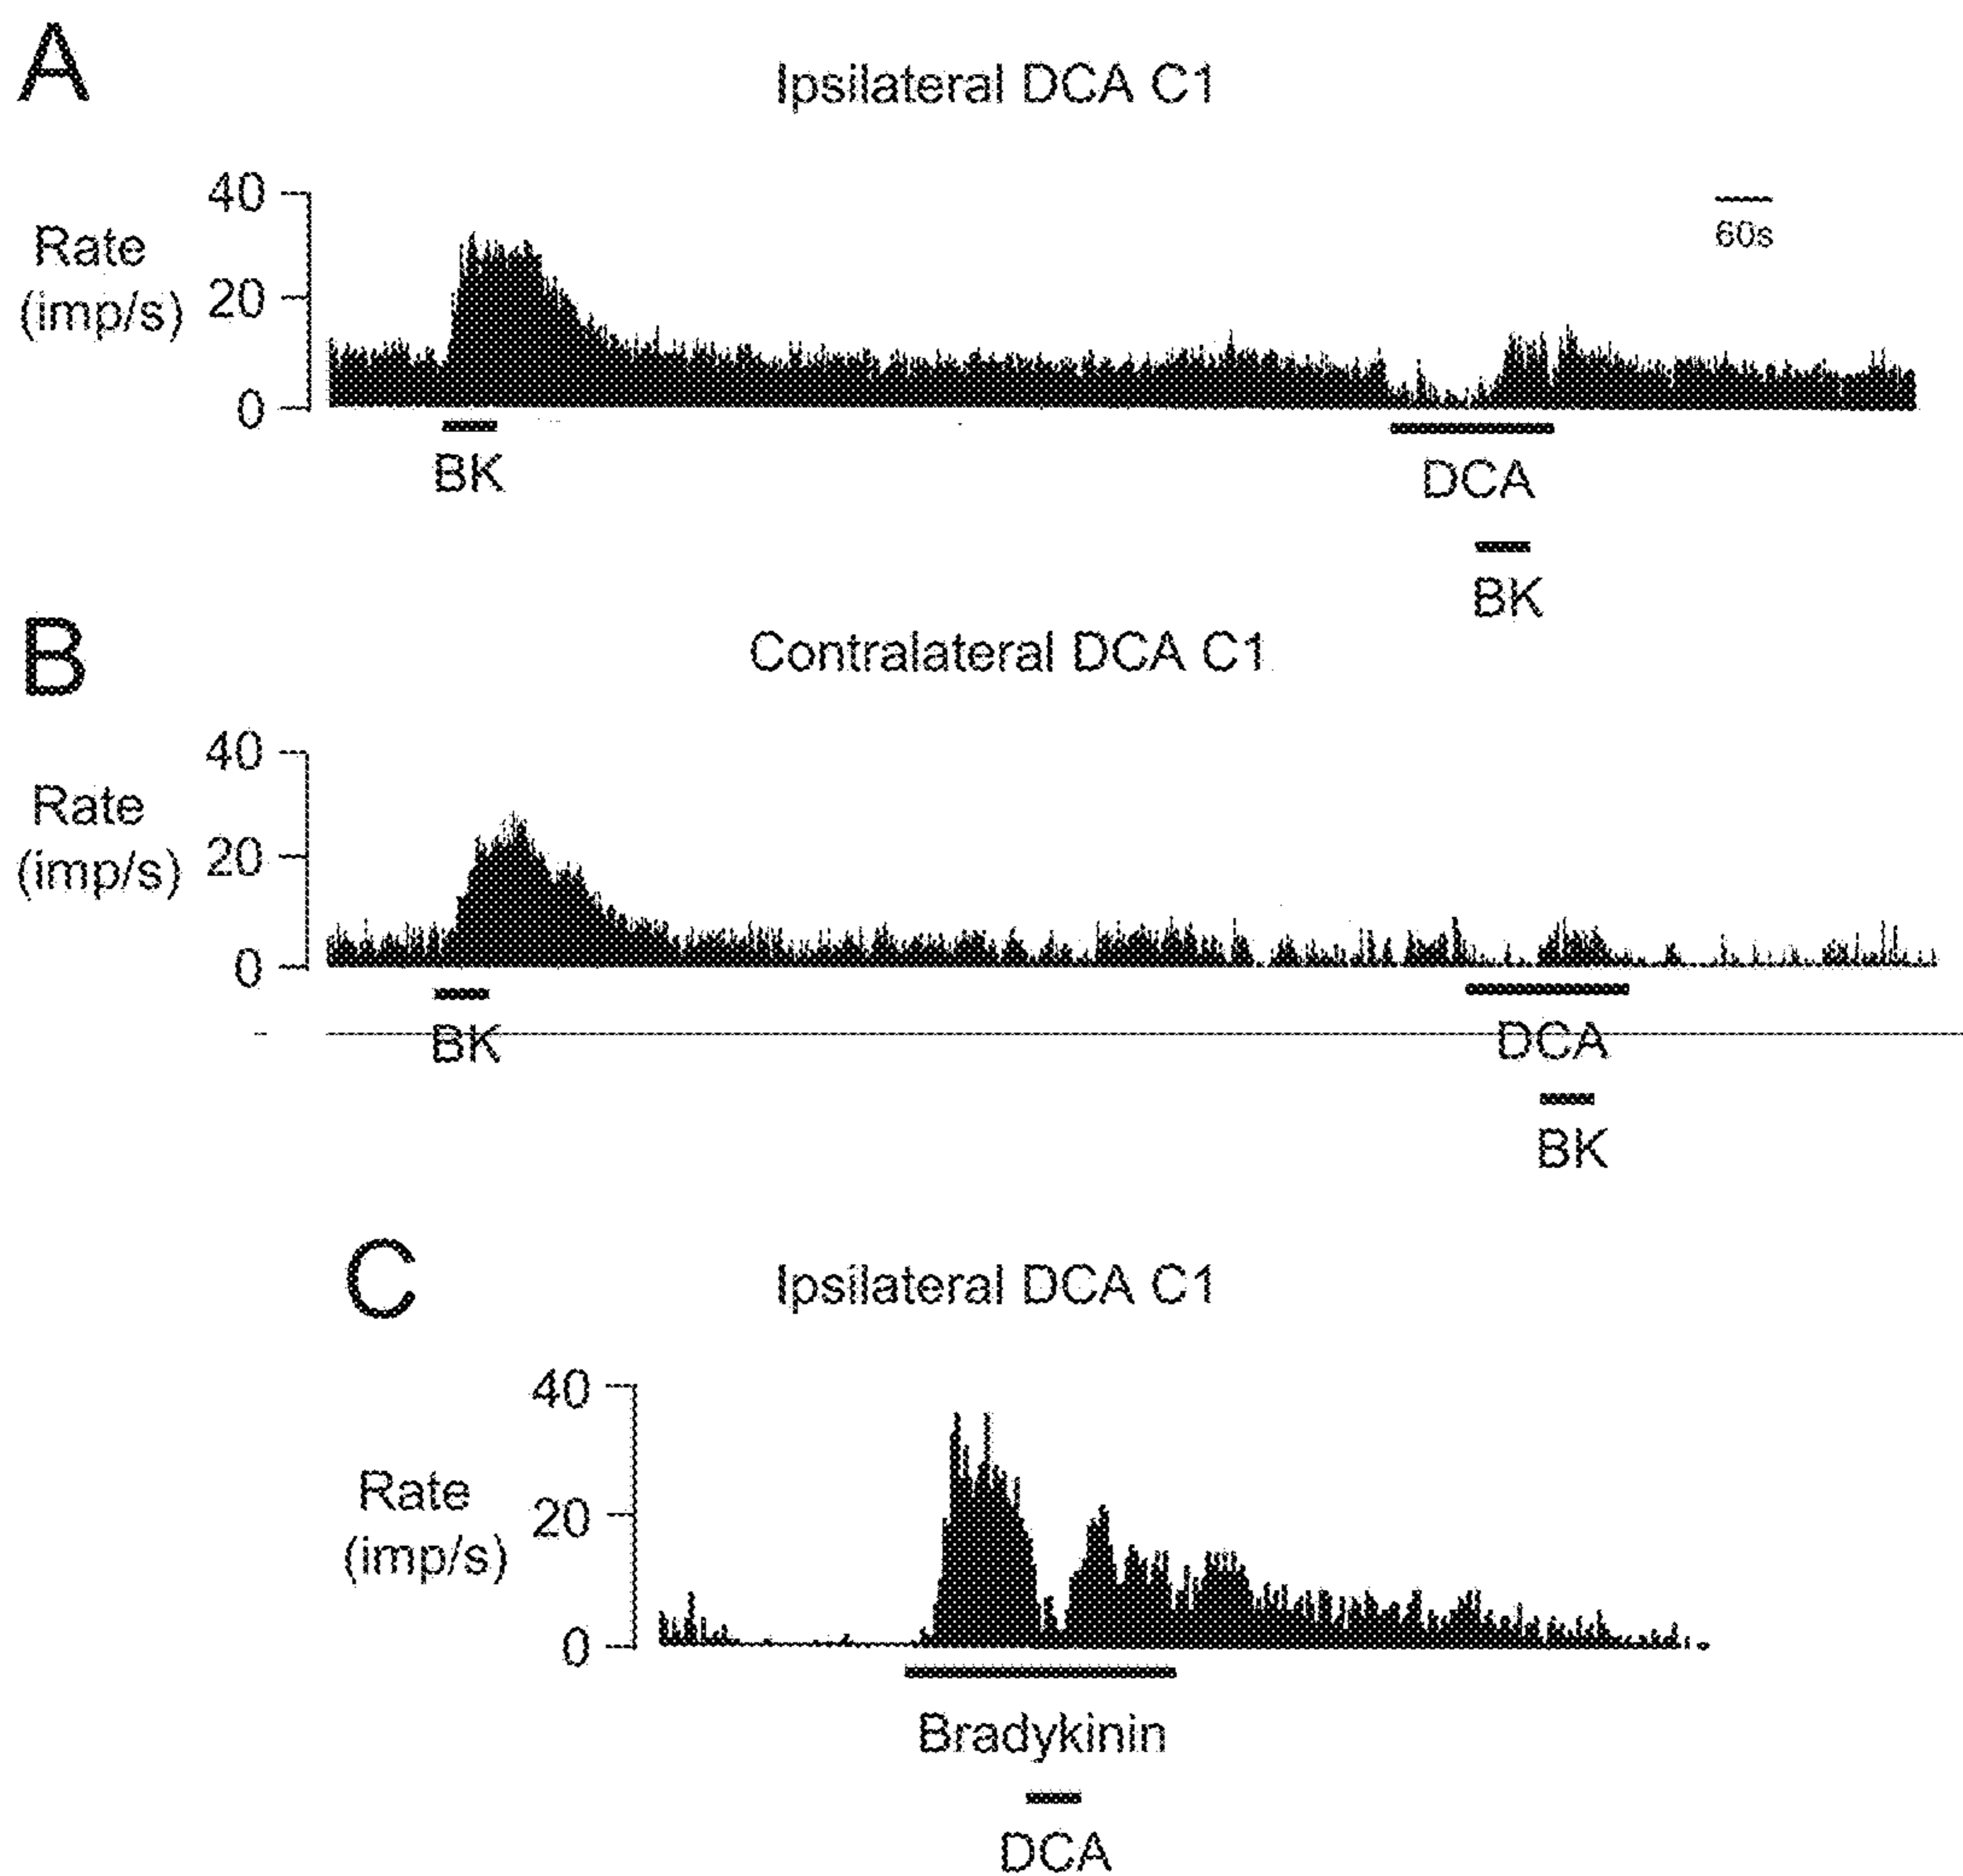 A
Ipsilateral DCA C1
40
Rate
(imp/s)
20
0
60s
BK
DCA
BK
B
Contralateral DCA C1
40
Rate
(imp/s)
20
0
BK
DCA
BK
C
Ipsilateral DCA C1
40
Rate
(imp/s)
20
0
Bradykinin
DCA